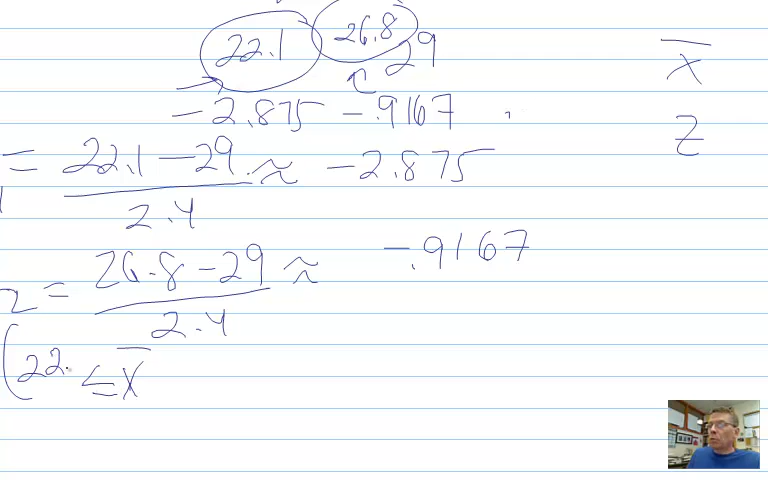 22.1 26.8 29 x̄
−2.875 −.9167 z
= 22.1 − 29 / 2.4 ≈ −2.875
z = 26.8 − 29 / 2.4 ≈ −.9167
(22. ≤ x̄